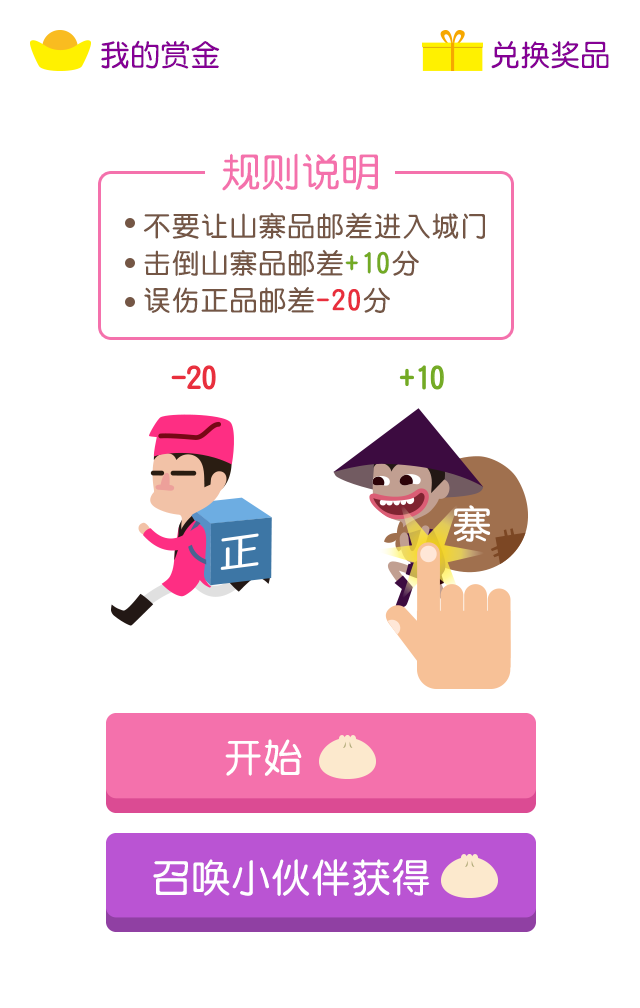 我的赏金
兑换奖品
规则说明
不要让山寨品邮差进入城门
击倒山寨品邮差+10分
误伤正品邮差-20分
-20
+10
正
寨
开始
召唤小伙伴获得